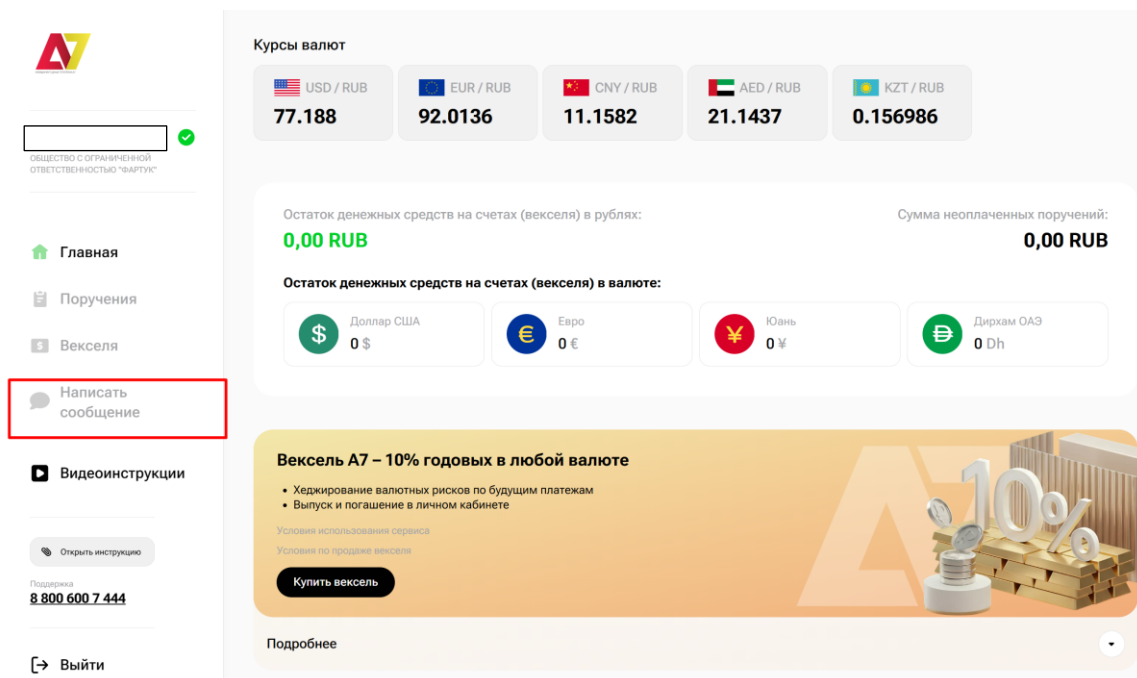 A7
ОБЩЕСТВО С ОГРАНИЧЕННОЙ
ОТВЕТСТВЕННОСТЬЮ "ФАРТУК"
Главная
Поручения
Векселя
Написать
сообщение
Видеоинструкции
Открыть инструкцию
Поддержка
8 800 600 7 444
Выйти
Курсы валют
USD / RUB
77.188
EUR / RUB
92.0136
CNY / RUB
11.1582
AED / RUB
21.1437
KZT / RUB
0.156986
Остаток денежных средств на счетах (векселя) в рублях:
0,00 RUB
Сумма неоплаченных поручений:
0,00 RUB
Остаток денежных средств на счетах (векселя) в валюте:
$
Доллар США
0 $
€
Евро
0 €
¥
Юань
0 ¥
Дирхам ОАЭ
0 Dh
Вексель А7 – 10% годовых в любой валюте
• Хеджирование валютных рисков по будущим платежам
• Выпуск и погашение в личном кабинете
Условия использования сервиса
Условия по продаже векселя
Купить вексель
A7
10%
Подробнее